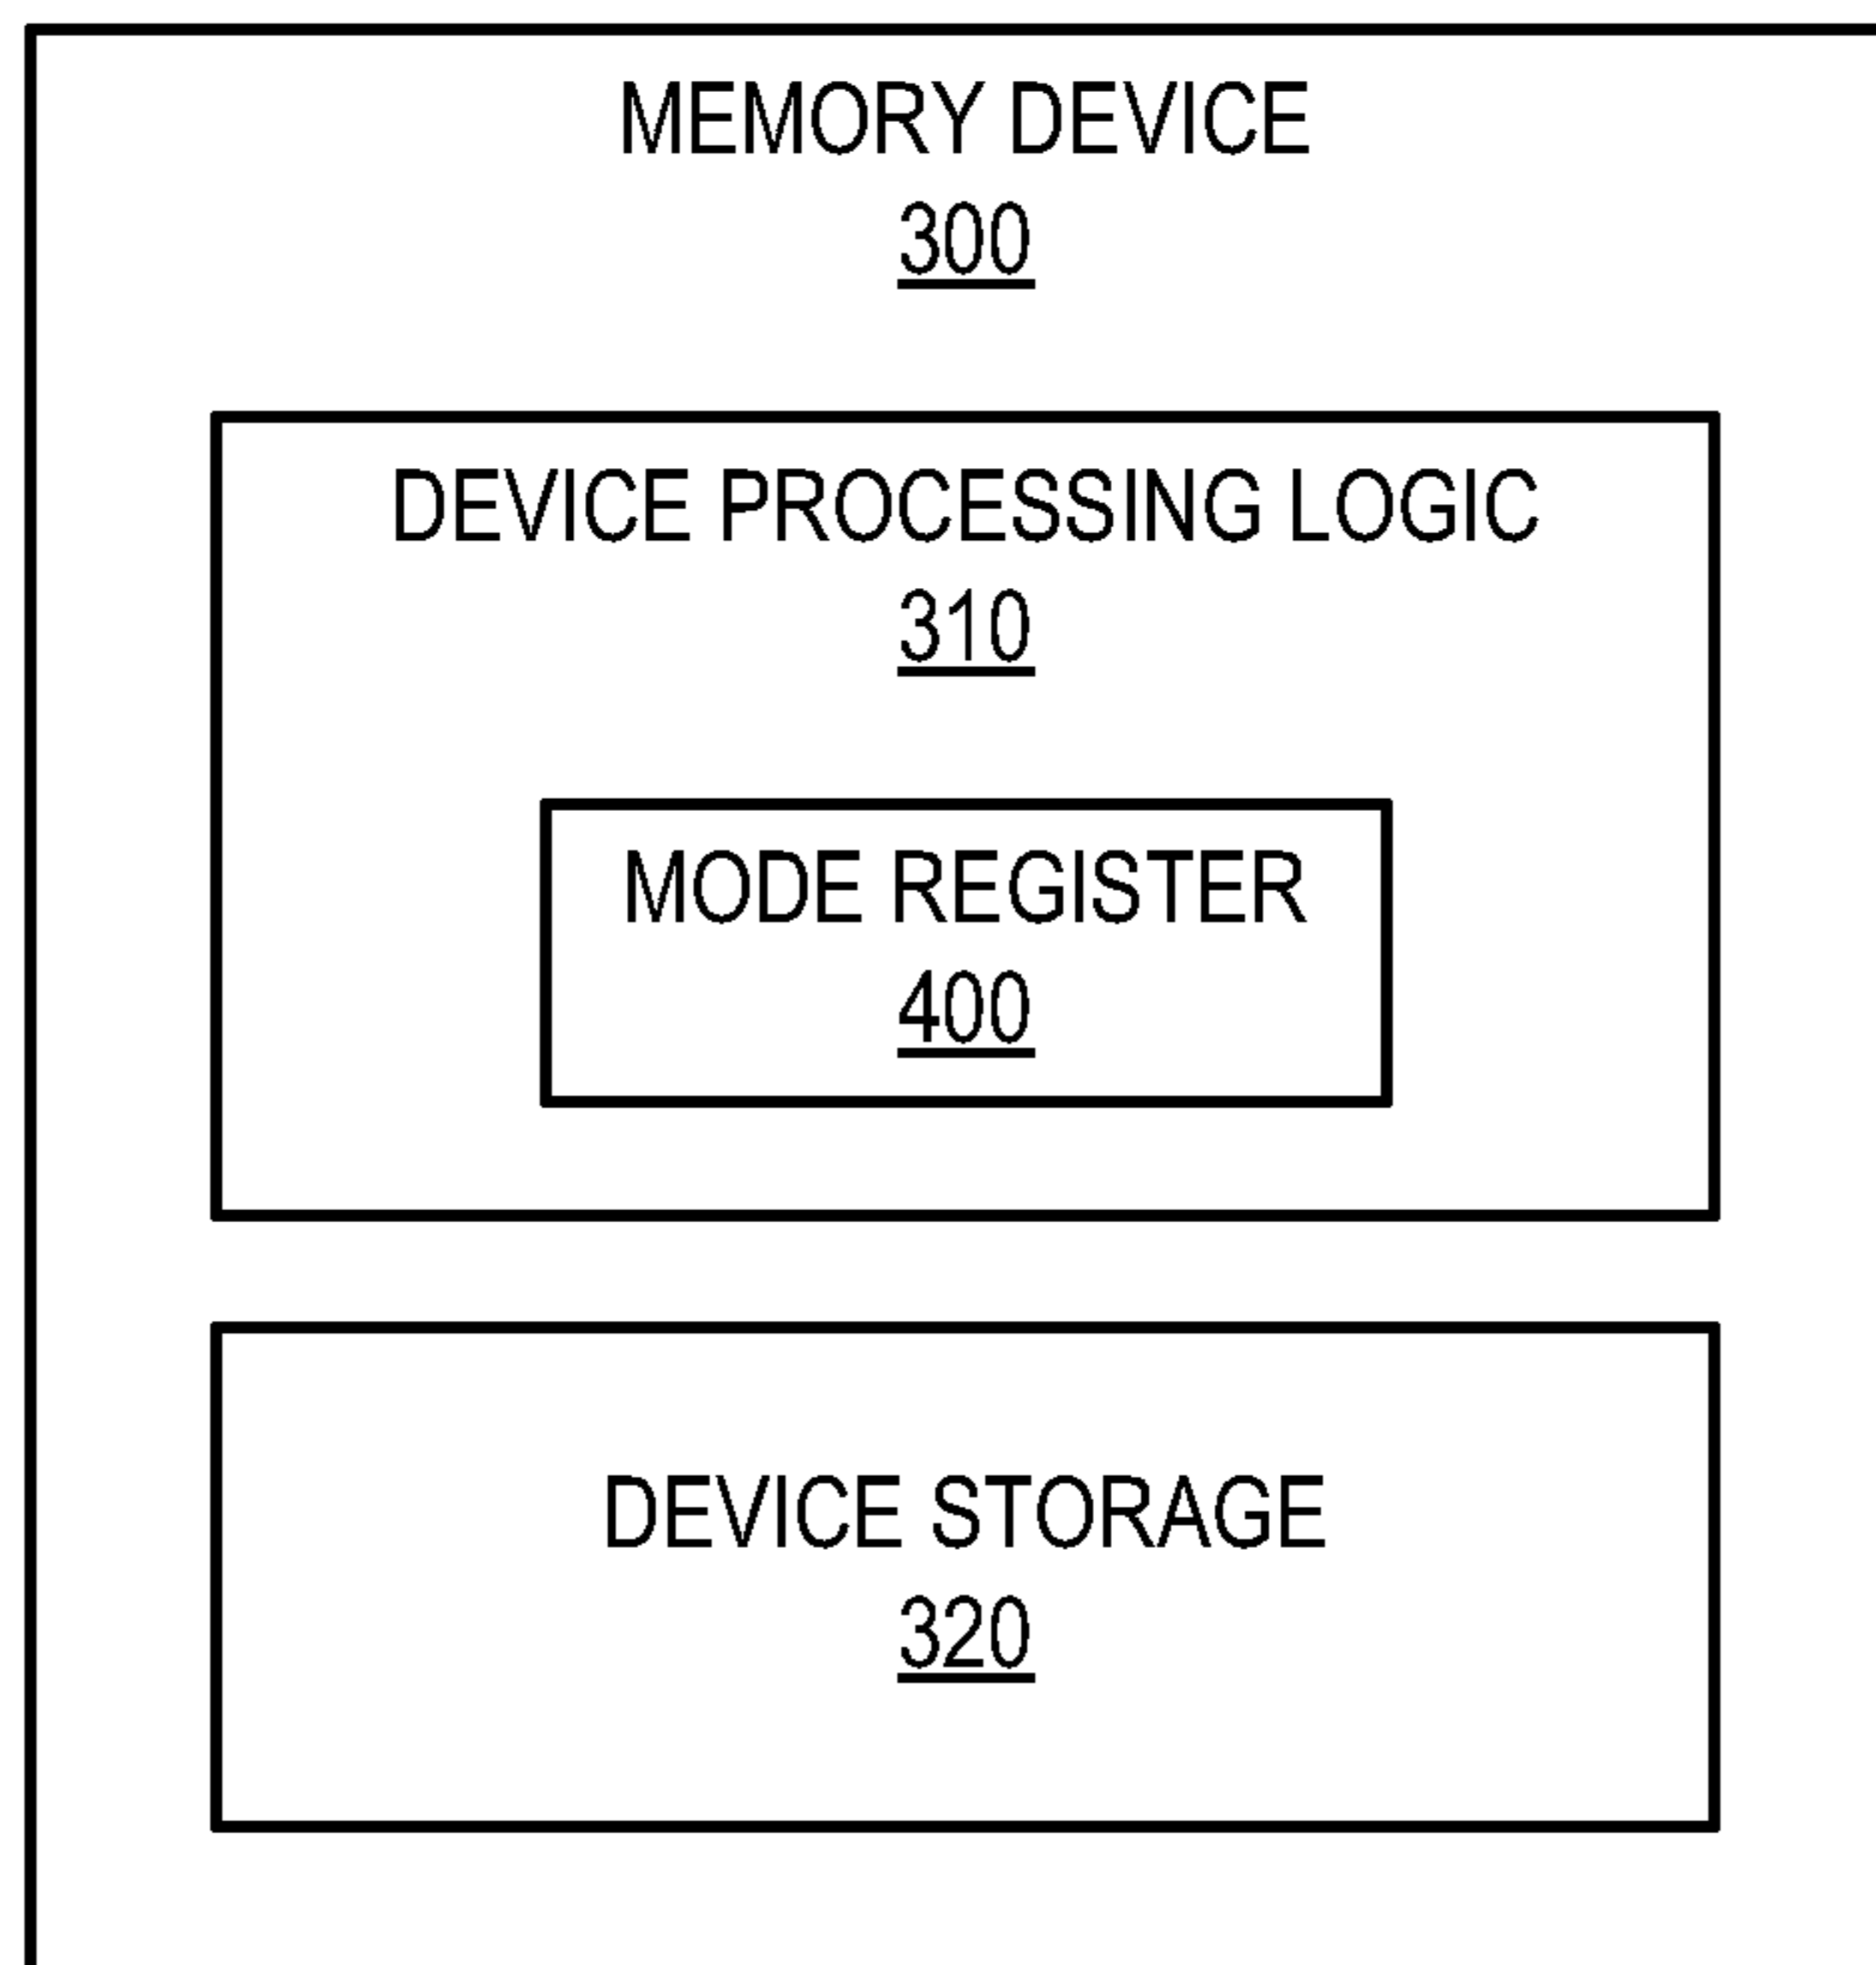 MEMORY DEVICE
300
DEVICE PROCESSING LOGIC
310
MODE REGISTER
400
DEVICE STORAGE
320